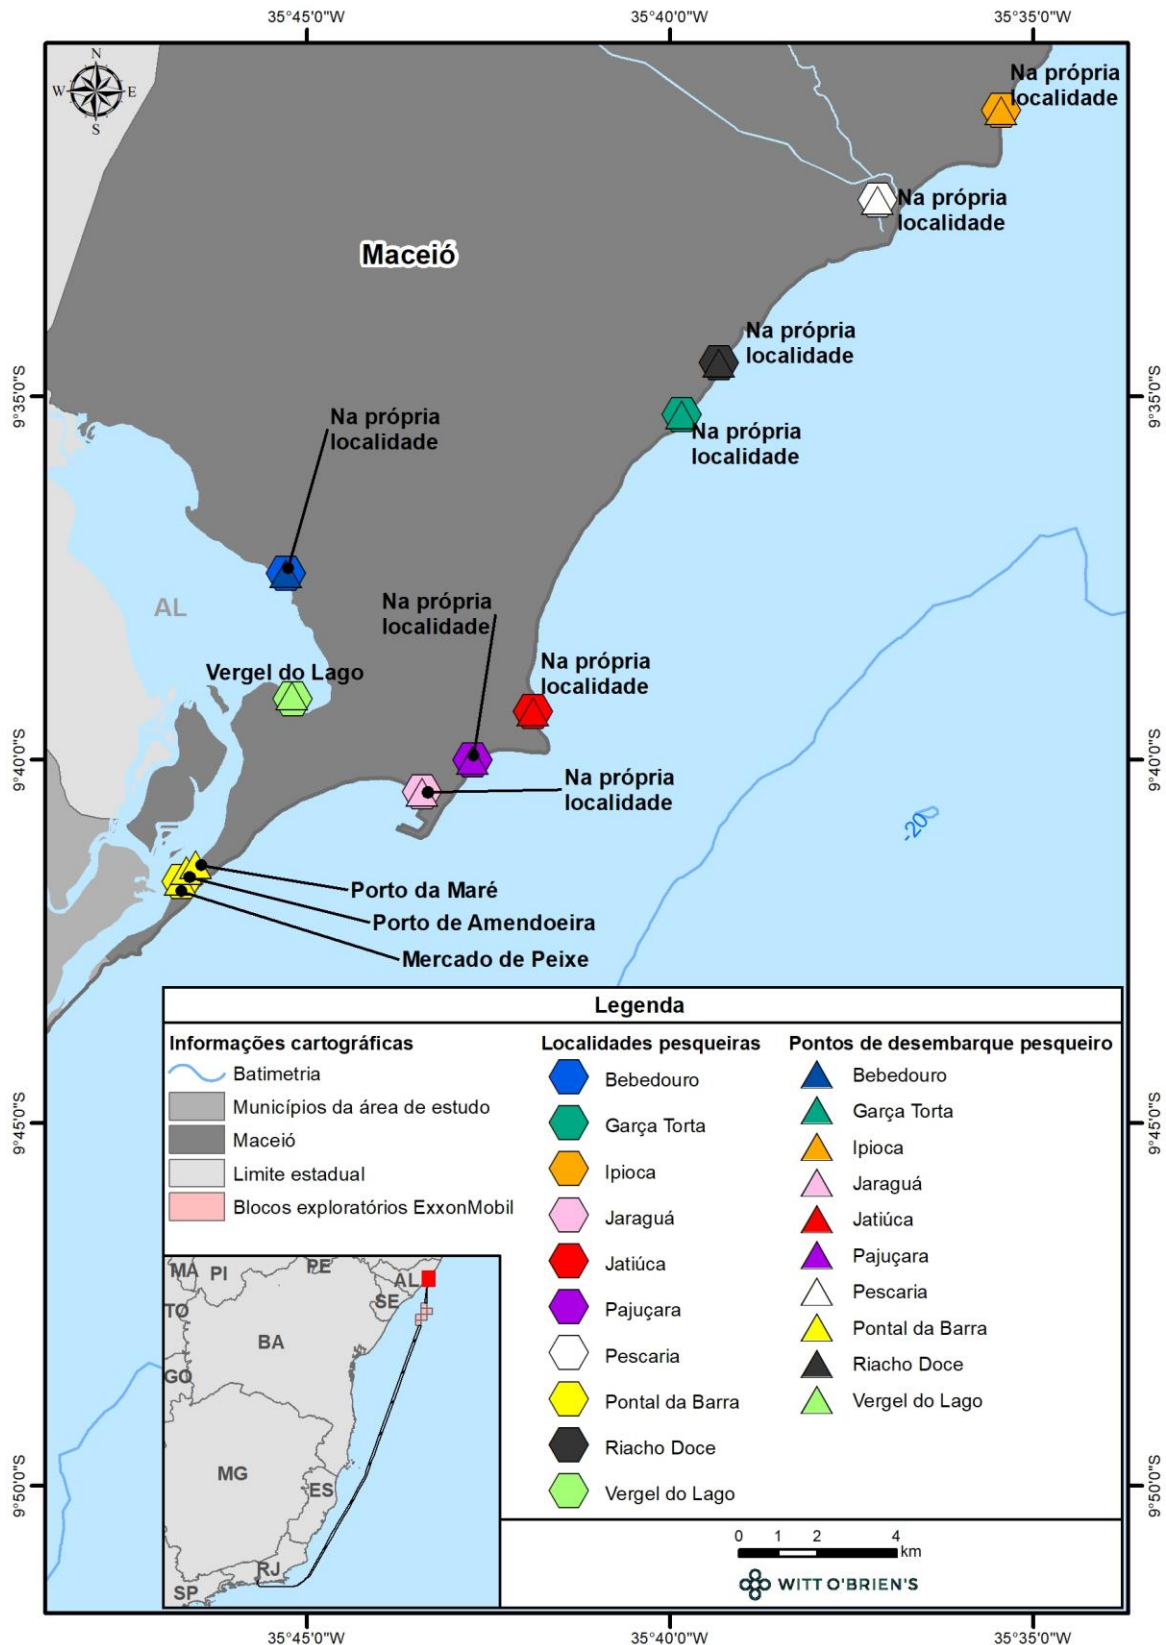 35°45'0"W
35°40'0"W
35°35'0"W
N
W
E
S
Na própria
localidade
Na própria
localidade
Maceió
Na própria
localidade
9°35'0"S
9°35'0"S
Na própria
localidade
Na própria
localidade
Na própria
localidade
AL
Na própria
localidade
Vergel do Lago
9°40'0"S
9°40'0"S
Na própria
localidade
-20
Porto da Maré
Porto de Amendoeira
Mercado de Peixe
Legenda
Informações cartográficas
Batimetria
Municípios da área de estudo
Maceió
Limite estadual
Blocos exploratórios ExxonMobil
Localidades pesqueiras
Bebedouro
Garça Torta
Ipioca
Jaraguá
Jatiúca
Pajuçara
Pescaria
Pontal da Barra
Riacho Doce
Vergel do Lago
Pontos de desembarque pesqueiro
Bebedouro
Garça Torta
Ipioca
Jaraguá
Jatiúca
Pajuçara
Pescaria
Pontal da Barra
Riacho Doce
Vergel do Lago
9°45'0"S
9°45'0"S
MA
PI
PE
AL
SE
TO
BA
GO
MG
ES
RJ
SP
9°50'0"S
9°50'0"S
0 1 2 4
km
WITT O'BRIEN'S
35°45'0"W
35°40'0"W
35°35'0"W